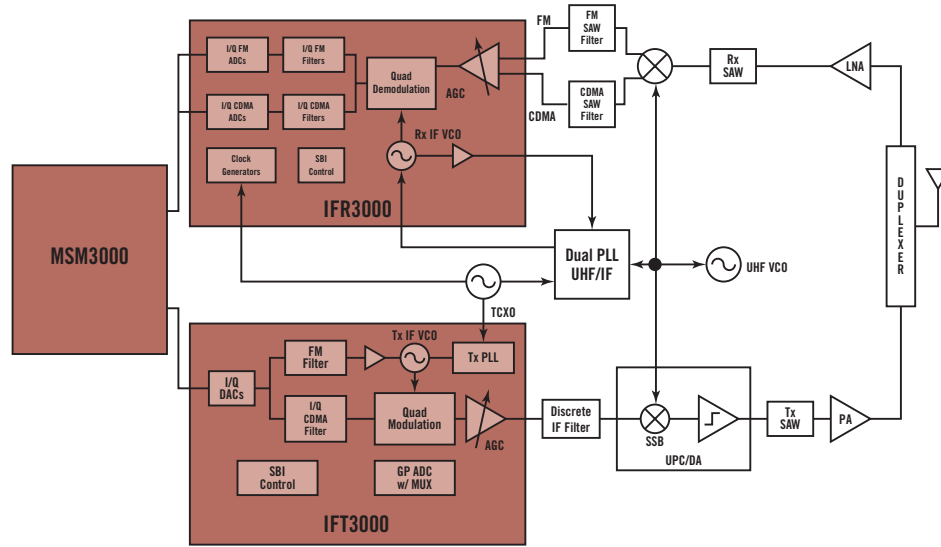 FM
FM
SAW
Filter
I/Q FM
ADCs
I/Q FM
Filters
Quad
Demodulation
AGC
Rx
SAW
LNA
I/Q CDMA
ADCs
I/Q CDMA
Filters
CDMA
CDMA
SAW
Filter
Rx IF VCO
Clock
Generators
SBI
Control
IFR3000
MSM3000
Dual PLL
UHF/IF
UHF VCO
DUPLEXER
TCXO
Tx IF VCO
FM
Filter
Tx PLL
I/Q
DACs
I/Q
CDMA
Filter
Quad
Modulation
AGC
Discrete
IF Filter
SSB
UPC/DA
Tx
SAW
PA
SBI
Control
GP ADC
w/ MUX
IFT3000